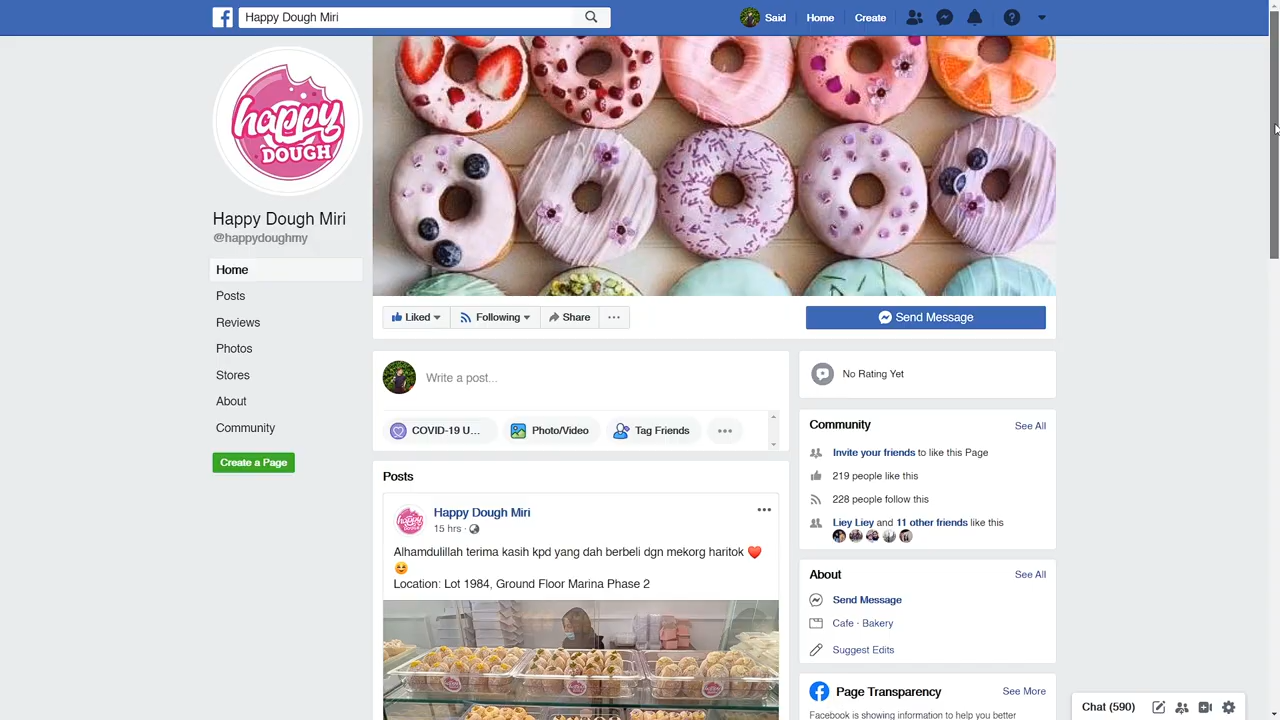 Happy Dough Miri
Said
Home
Create
happy
DOUGH
Happy Dough Miri
@happydoughmy
Home
Posts
Reviews
Photos
Stores
About
Community
Create a Page
Liked
Following
Share
Send Message
Write a post...
COVID-19 U...
Photo/Video
Tag Friends
Posts
Happy Dough Miri
15 hrs ·
Alhamdulillah terima kasih kpd yang dah berbeli dgn mekorg haritok ❤️
😊
Location: Lot 1984, Ground Floor Marina Phase 2
No Rating Yet
Community
See All
Invite your friends to like this Page
219 people like this
228 people follow this
Liey Liey and 11 other friends like this
About
See All
Send Message
Cafe · Bakery
Suggest Edits
Page Transparency
See More
Facebook is showing information to help you better
Chat (590)